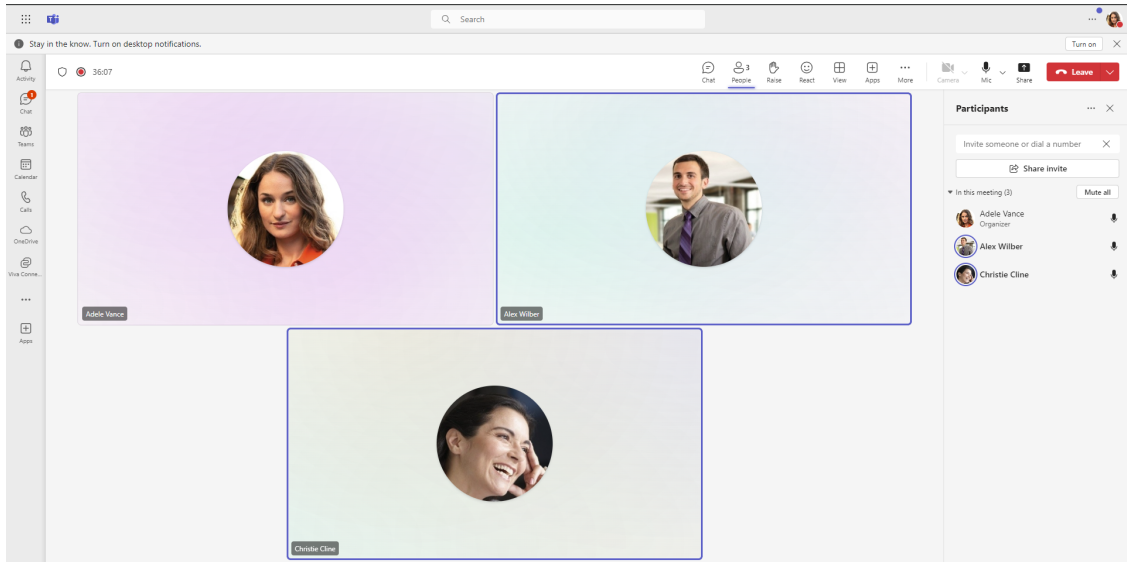 Search
Stay in the know. Turn on desktop notifications.
Turn on
Activity
1
Chat
Teams
Calendar
Calls
OneDrive
Viva Conne...
Apps
36:07
Chat
3
People
Raise
React
View
Apps
More
Camera
Mic
Share
Leave
Adele Vance
Alex Wilber
Christie Cline
Participants
Invite someone or dial a number
Share invite
In this meeting (3)
Mute all
Adele Vance
Organizer
Alex Wilber
Christie Cline